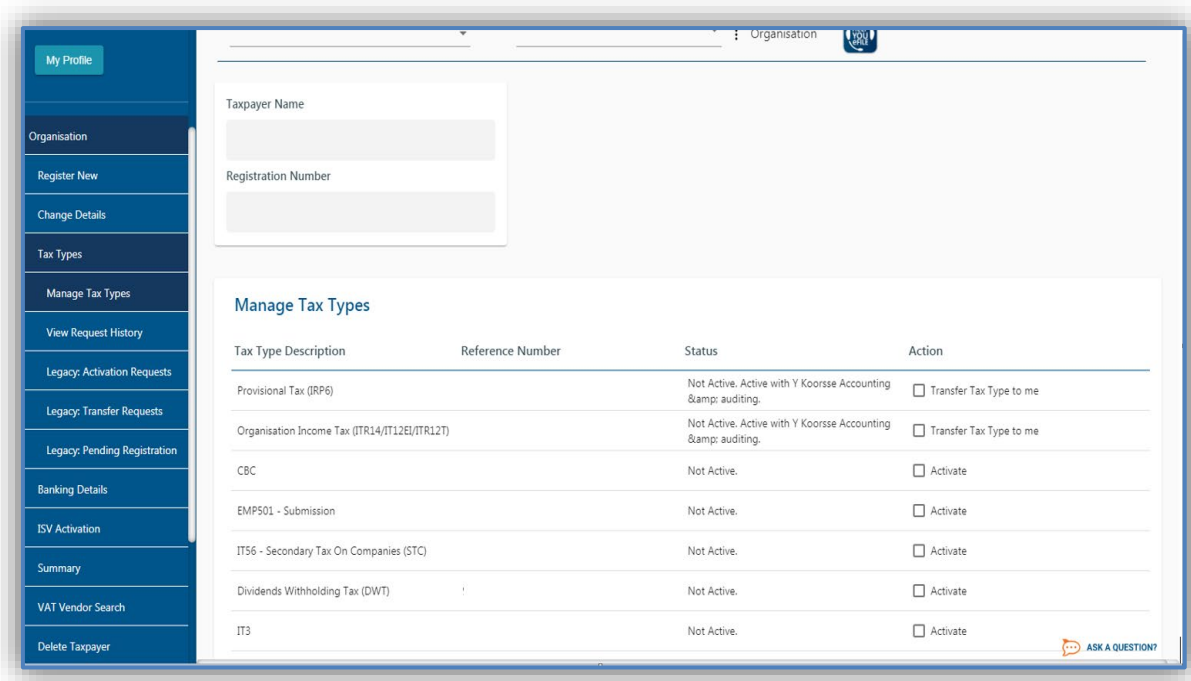 Organisation
YOU
eFILE
My Profile
Organisation
Register New
Change Details
Tax Types
Manage Tax Types
View Request History
Legacy: Activation Requests
Legacy: Transfer Requests
Legacy: Pending Registration
Banking Details
ISV Activation
Summary
VAT Vendor Search
Delete Taxpayer
Taxpayer Name
Registration Number
Manage Tax Types
Tax Type Description Reference Number Status Action
Provisional Tax (IRP6) Not Active. Active with Y Koorsse Accounting &amp; auditing. Transfer Tax Type to me
Organisation Income Tax (ITR14/IT12EI/ITR12T) Not Active. Active with Y Koorsse Accounting &amp; auditing. Transfer Tax Type to me
CBC Not Active. Activate
EMP501 - Submission Not Active. Activate
IT56 - Secondary Tax On Companies (STC) Not Active. Activate
Dividends Withholding Tax (DWT) Not Active. Activate
IT3 Not Active. Activate
ASK A QUESTION?